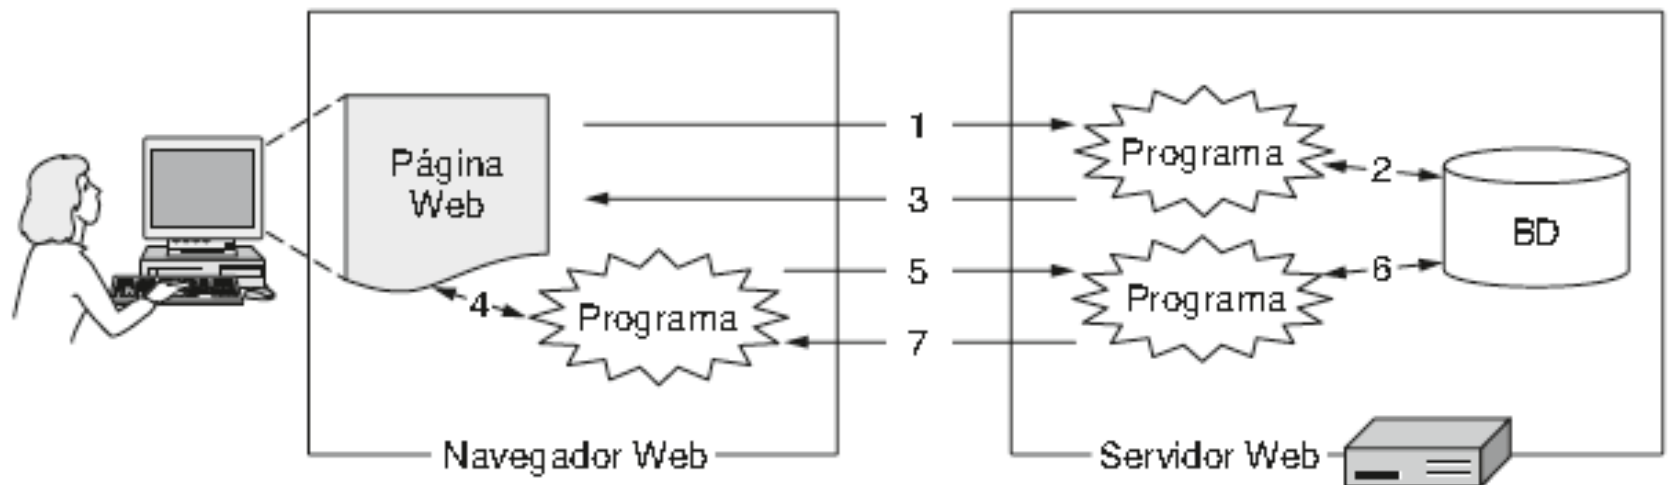 Página
Web
1
Programa
2
3
BD
5
Programa
6
4
Programa
7
Navegador Web
Servidor Web